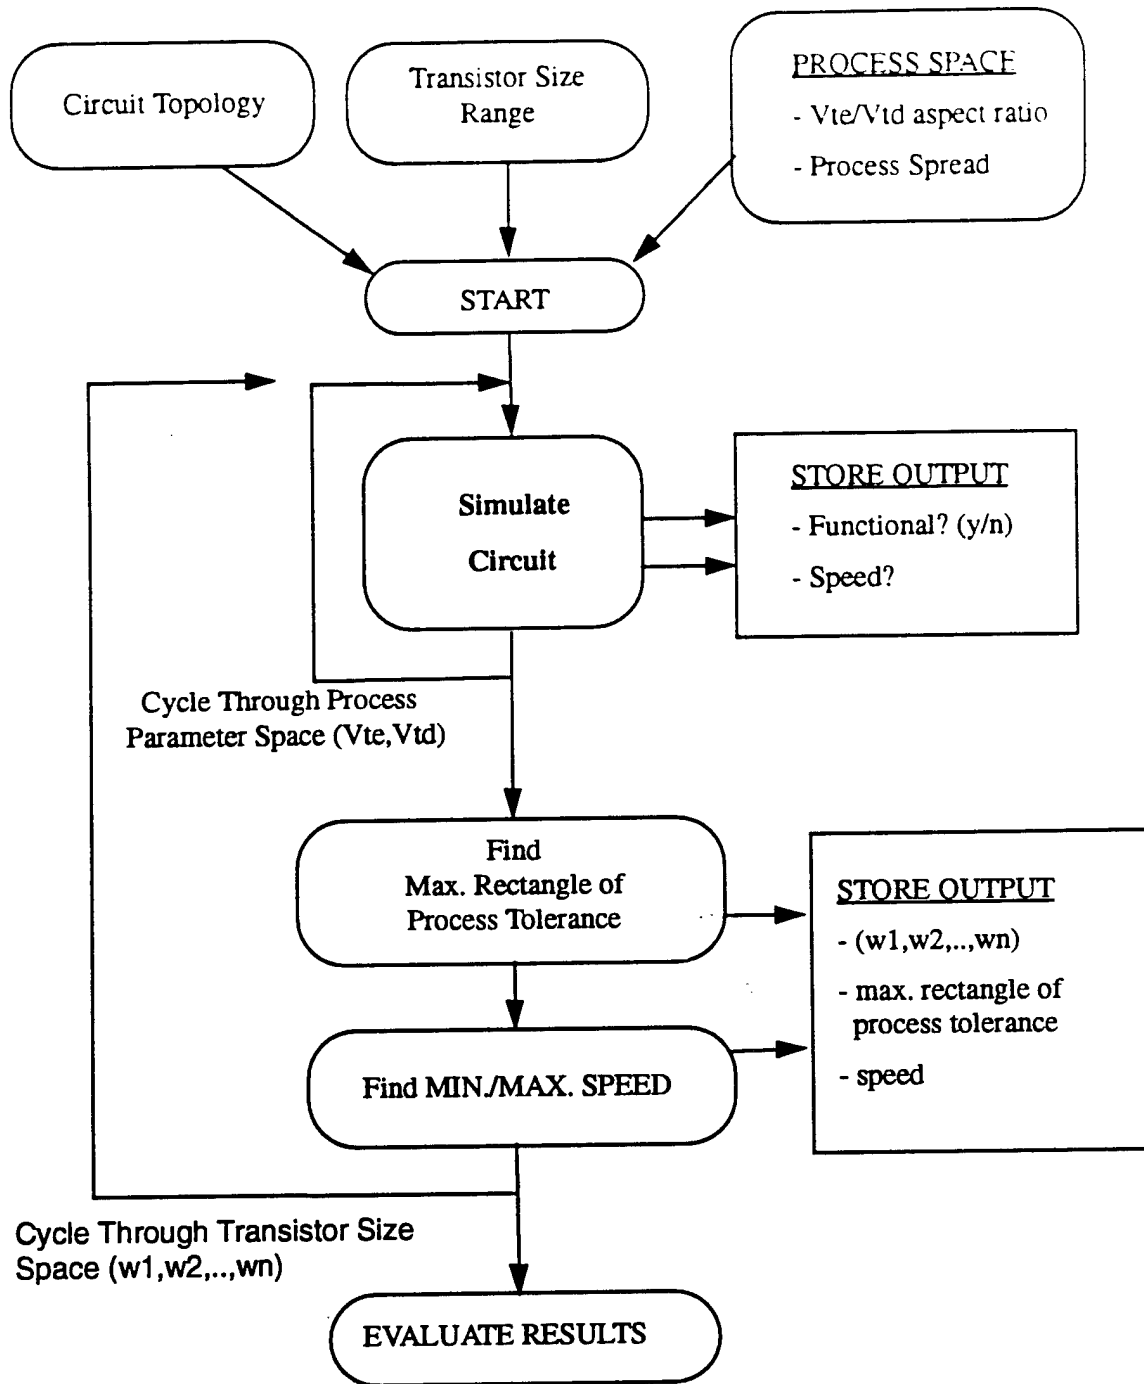 Circuit Topology
Transistor Size
Range
PROCESS SPACE
- Vte/Vtd aspect ratio
- Process Spread
START
Simulate
Circuit
STORE OUTPUT
- Functional? (y/n)
- Speed?
Cycle Through Process
Parameter Space (Vte,Vtd)
Find
Max. Rectangle of
Process Tolerance
STORE OUTPUT
- (w1,w2,..,wn)
- max. rectangle of
process tolerance
- speed
Find MIN./MAX. SPEED
Cycle Through Transistor Size
Space (w1,w2,..,wn)
EVALUATE RESULTS